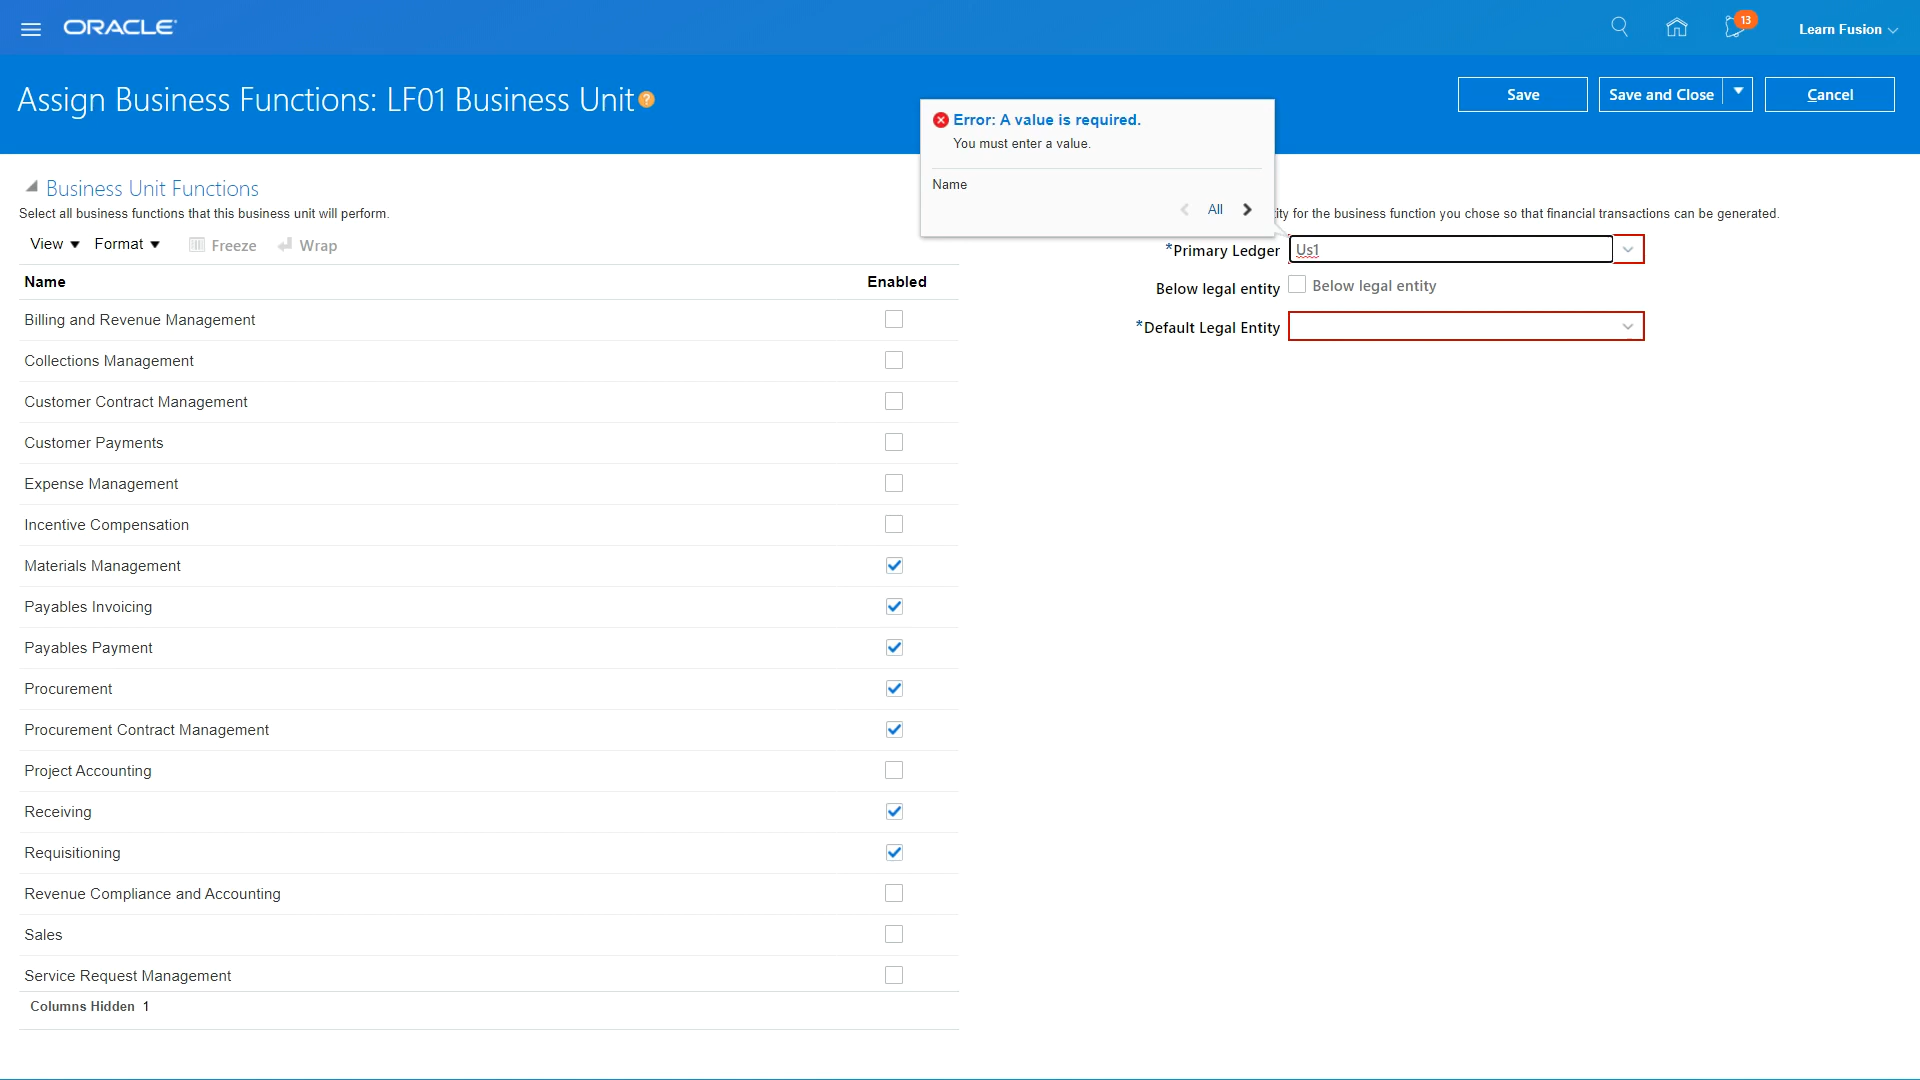 ORACLE
13
Learn Fusion
Assign Business Functions: LF01 Business Unit
?
Save
Save and Close
Cancel
Error: A value is required.
You must enter a value.
Name
All
Business Unit Functions
Select all business functions that this business unit will perform.
View
Format
Freeze
Wrap
Name
Enabled
Billing and Revenue Management
Collections Management
Customer Contract Management
Customer Payments
Expense Management
Incentive Compensation
Materials Management
Payables Invoicing
Payables Payment
Procurement
Procurement Contract Management
Project Accounting
Receiving
Requisitioning
Revenue Compliance and Accounting
Sales
Service Request Management
Columns Hidden 1
for the business function you chose so that financial transactions can be generated.
*Primary Ledger
Us1
Below legal entity
Below legal entity
*Default Legal Entity